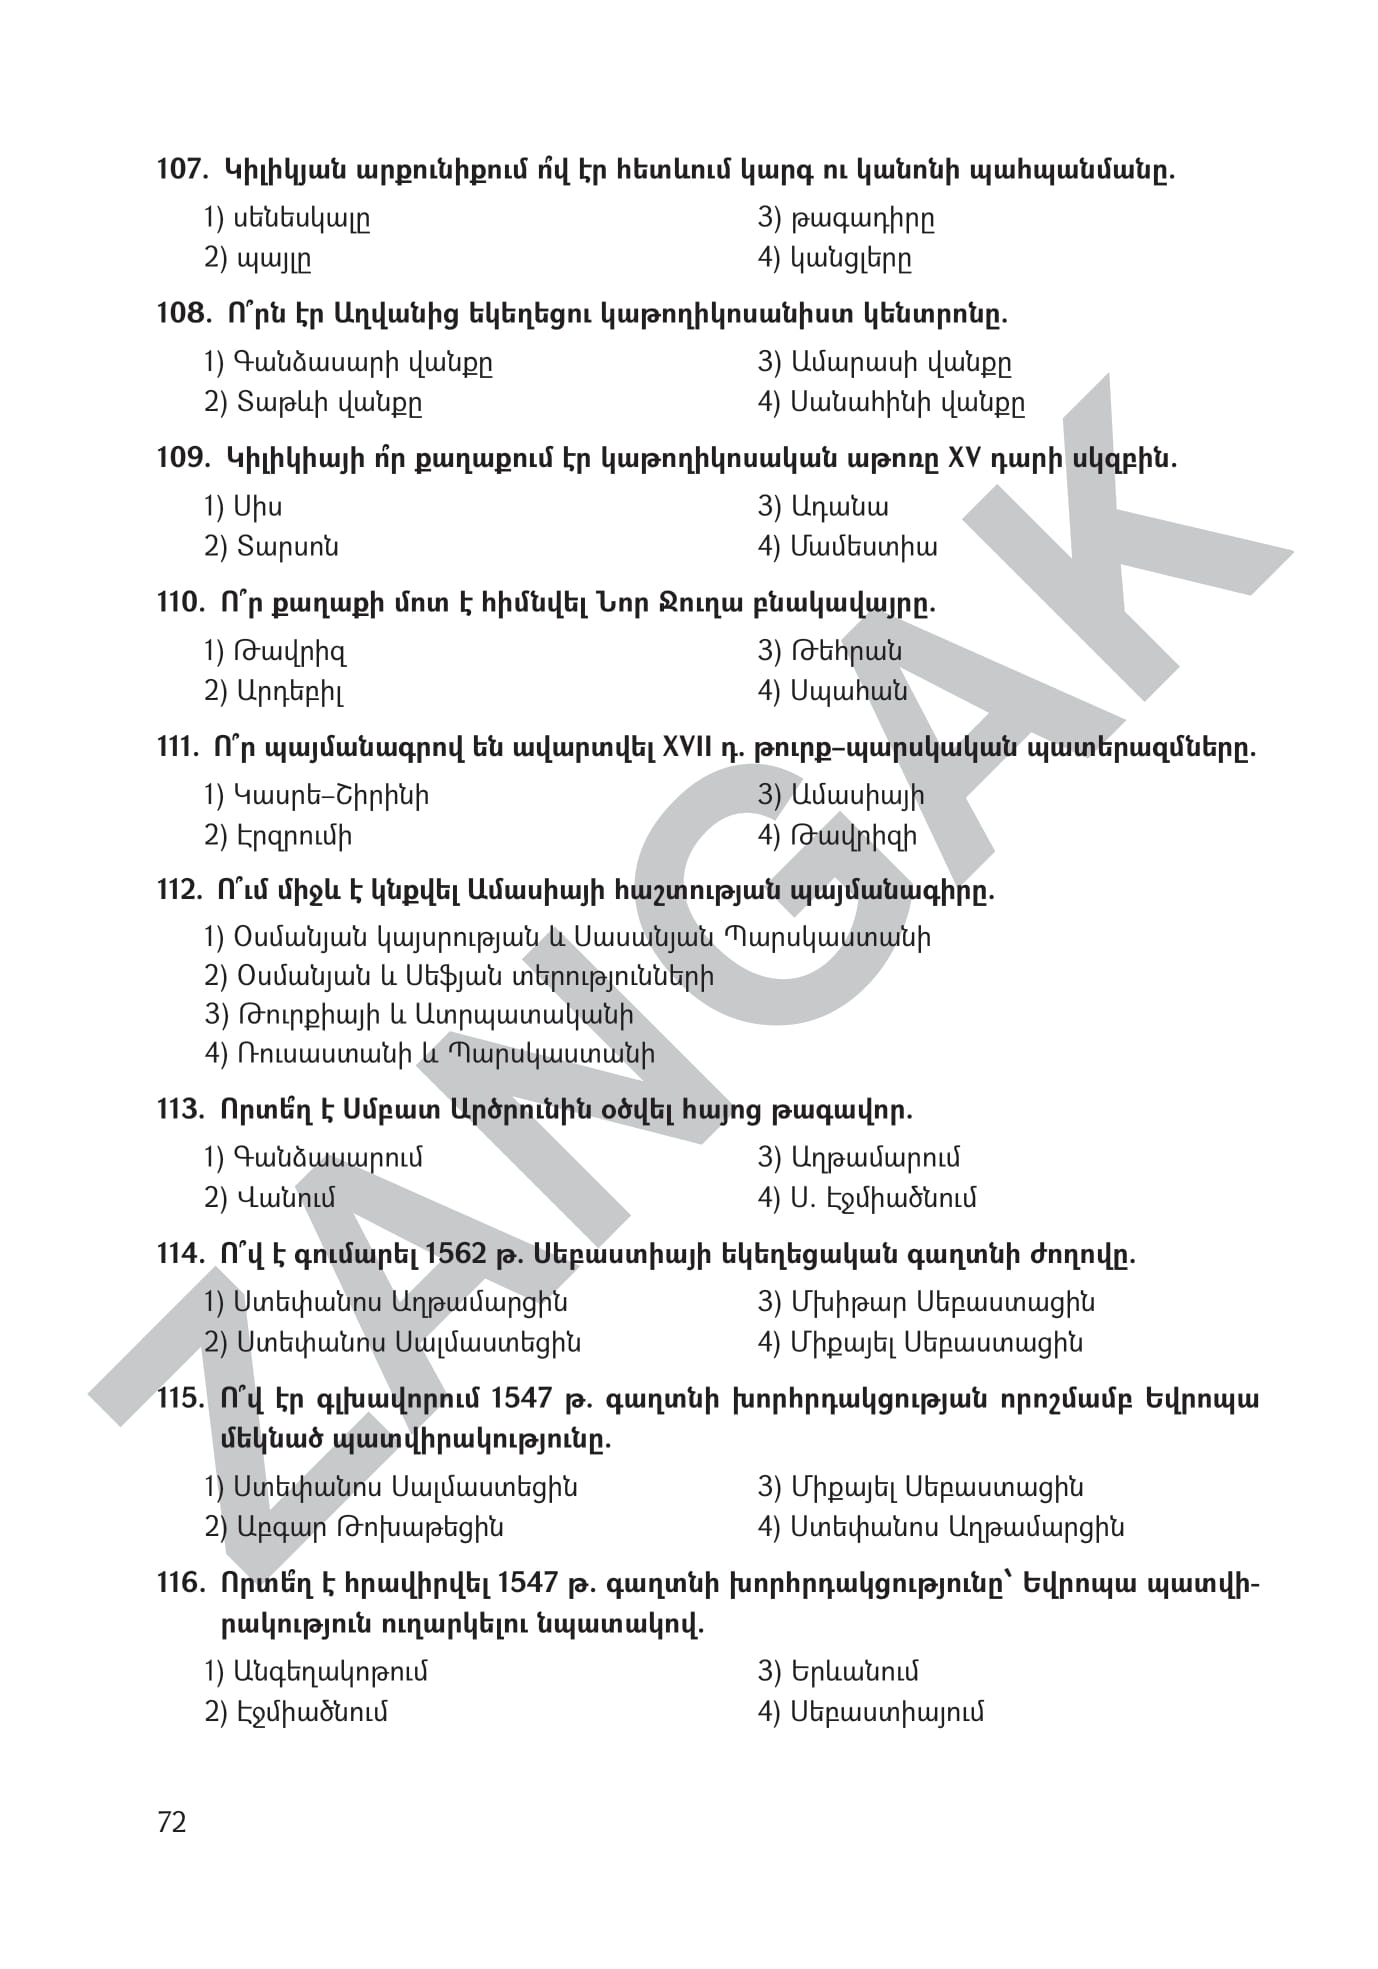 107. Կիլիկյան արքունիքում ո՞վ էր հետևում կարգ ու կանոնի պահպանմանը.
1) սենեսկալը 3) թագադիրը
2) պայլը 4) կանցլերը
108. Ո՞րն էր Աղվանից եկեղեցու կաթողիկոսանիստ կենտրոնը.
1) Գանձասարի վանքը 3) Ամարասի վանքը
2) Տաթևի վանքը 4) Սանահինի վանքը
109. Կիլիկիայի ո՞ր քաղաքում էր կաթողիկոսական աթոռը XV դարի սկզբին.
1) Սիս 3) Ադանա
2) Տարսոն 4) Մամեստիա
110. Ո՞ր քաղաքի մոտ է հիմնվել Նոր Ջուղա բնակավայրը.
1) Թավրիզ 3) Թեհրան
2) Արդեբիլ 4) Սպահան
111. Ո՞ր պայմանագրով են ավարտվել XVII դ. թուրք–պարսկական պատերազմները.
1) Կասրե–Շիրինի 3) Ամասիայի
2) Էրզրումի 4) Թավրիզի
112. Ո՞ւմ միջև է կնքվել Ամասիայի հաշտության պայմանագիրը.
1) Օսմանյան կայսրության և Սասանյան Պարսկաստանի
2) Օսմանյան և Սեֆյան տերությունների
3) Թուրքիայի և Ատրպատականի
4) Ռուսաստանի և Պարսկաստանի
113. Որտե՞ղ է Սմբատ Արծրունին օծվել հայոց թագավոր.
1) Գանձասարում 3) Աղթամարում
2) Վանում 4) Ս. Էջմիածնում
114. Ո՞վ է գումարել 1562 թ. Սեբաստիայի եկեղեցական գաղտնի ժողովը.
1) Ստեփանոս Աղթամարցին 3) Մխիթար Սեբաստացին
2) Ստեփանոս Սալմաստեցին 4) Միքայել Սեբաստացին
115. Ո՞վ էր գլխավորում 1547 թ. գաղտնի խորհրդակցության որոշմամբ Եվրոպա
մեկնած պատվիրակությունը.
1) Ստեփանոս Սալմաստեցին 3) Միքայել Սեբաստացին
2) Աբգար Թոխաթեցին 4) Ստեփանոս Աղթամարցին
116. Որտե՞ղ է հրավիրվել 1547 թ. գաղտնի խորհրդակցությունը՝ Եվրոպա պատվի-
րակություն ուղարկելու նպատակով.
1) Անգեղակոթում 3) Երևանում
2) Էջմիածնում 4) Սեբաստիայում
72
ZANGAK